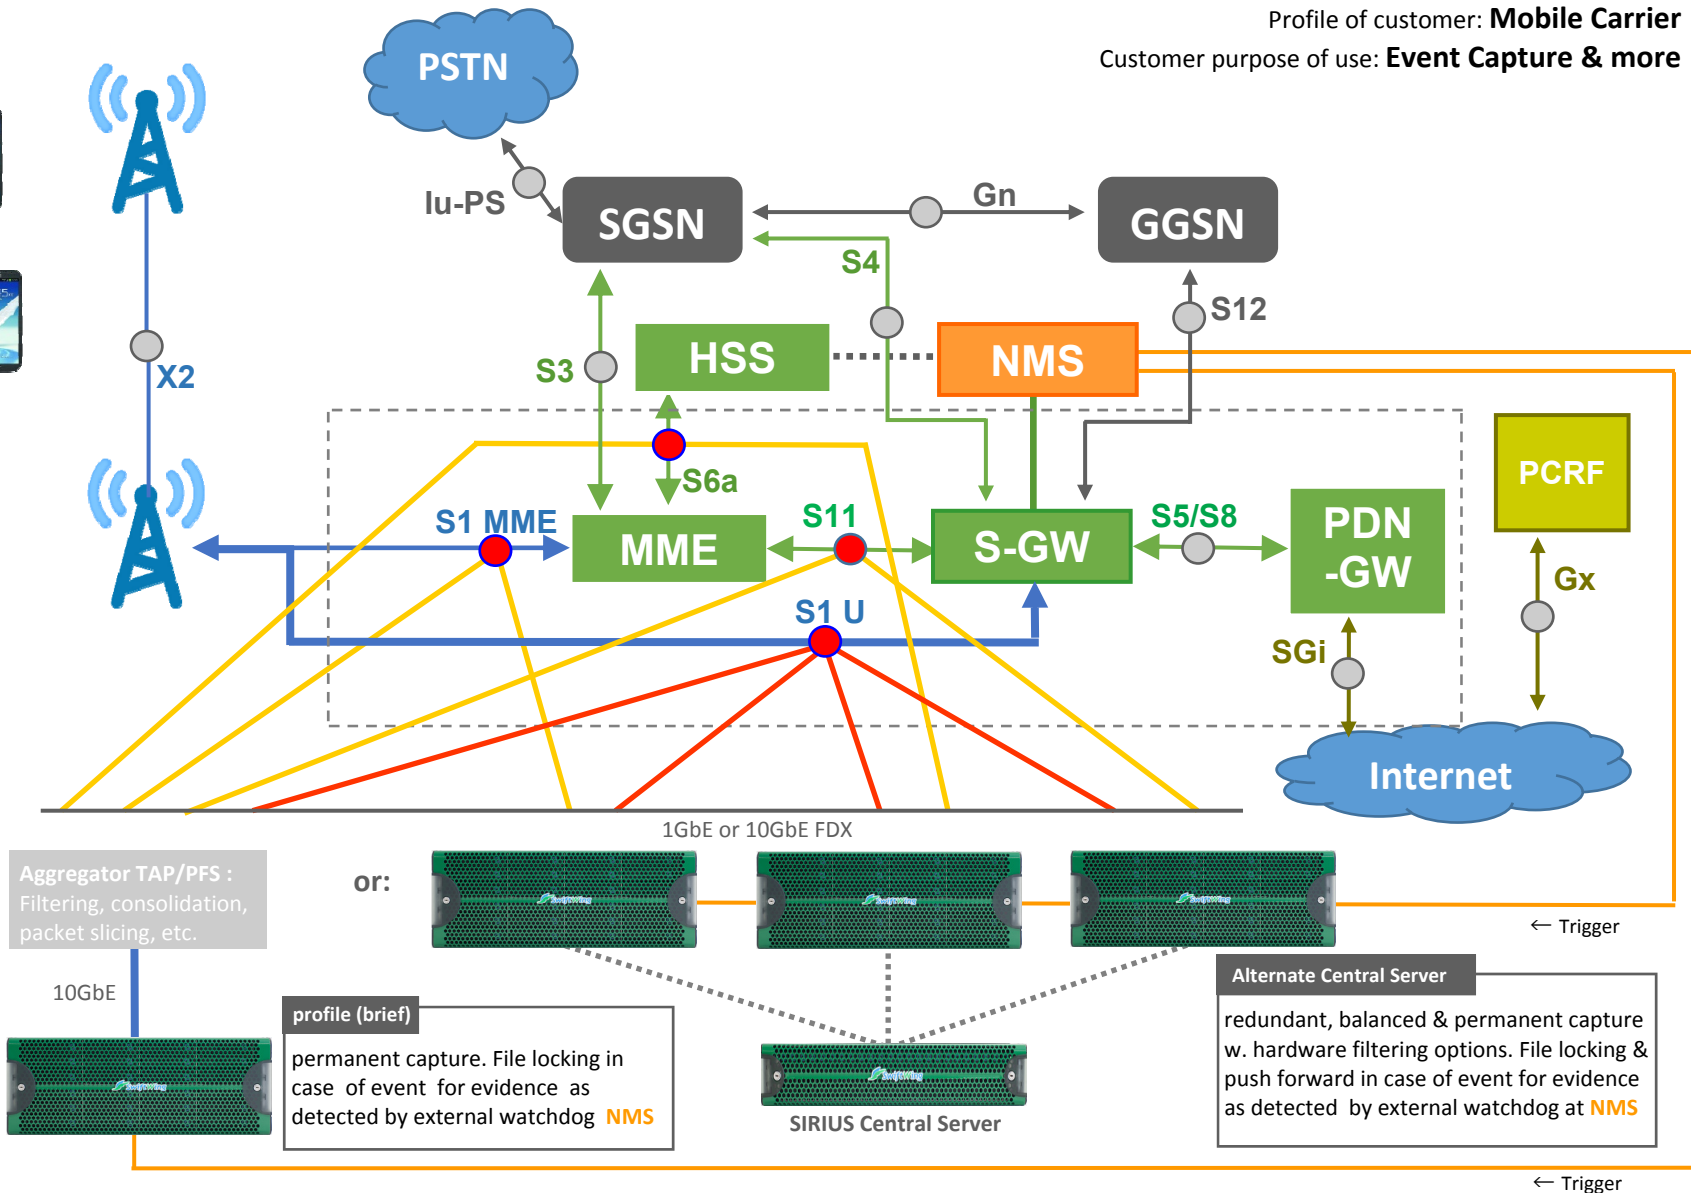 Profile of customer: Mobile Carrier
Customer purpose of use: Event Capture & more
PSTN
Iu-PS
SGSN
Gn
GGSN
S4
S12
X2
S3
HSS
NMS
S6a
PCRF
S1 MME
MME
S11
S-GW
S5/S8
PDN
-GW
Gx
S1 U
SGi
Internet
1GbE or 10GbE FDX
Aggregator TAP/PFS :
Filtering, consolidation,
packet slicing, etc.
or:
SwiftWing
SwiftWing
SwiftWing
← Trigger
10GbE
profile (brief)
permanent capture. File locking in
case of event for evidence as
detected by external watchdog NMS
Alternate Central Server
redundant, balanced & permanent capture
w. hardware filtering options. File locking &
push forward in case of event for evidence
as detected by external watchdog at NMS
SwiftWing
SwiftWing
SIRIUS Central Server
← Trigger